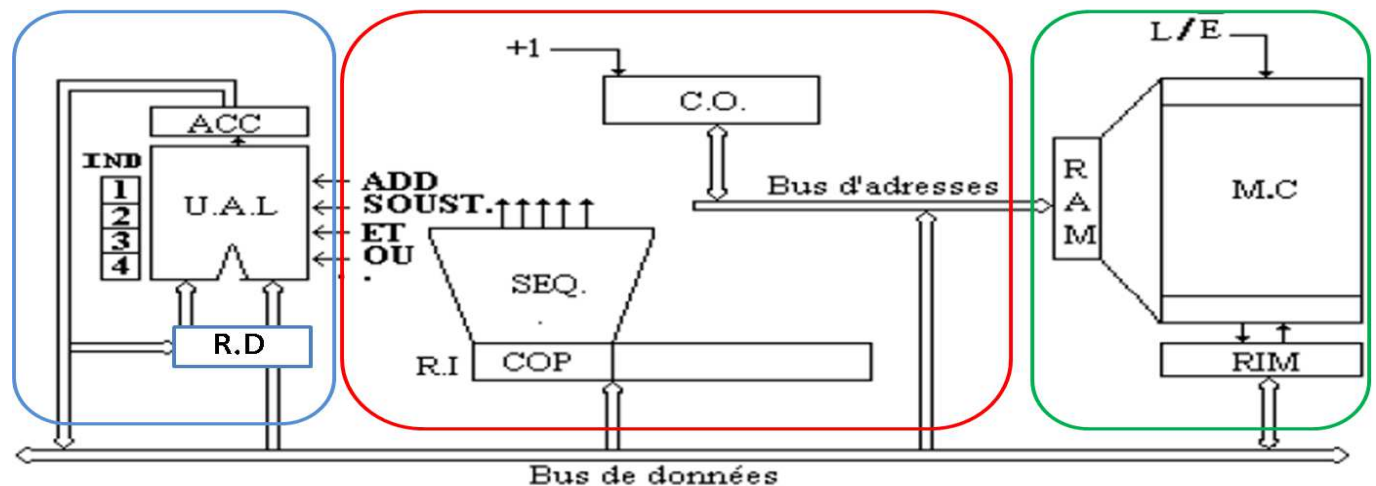 L/E
+1
C.O.
ACC
IND
1
2
3
4
U.A.L
ADD
SOUST.
ET
OU
.
R.D
SEQ.
.
R.I
COP
Bus d'adresses
RAM
M.C
RIM
Bus de données